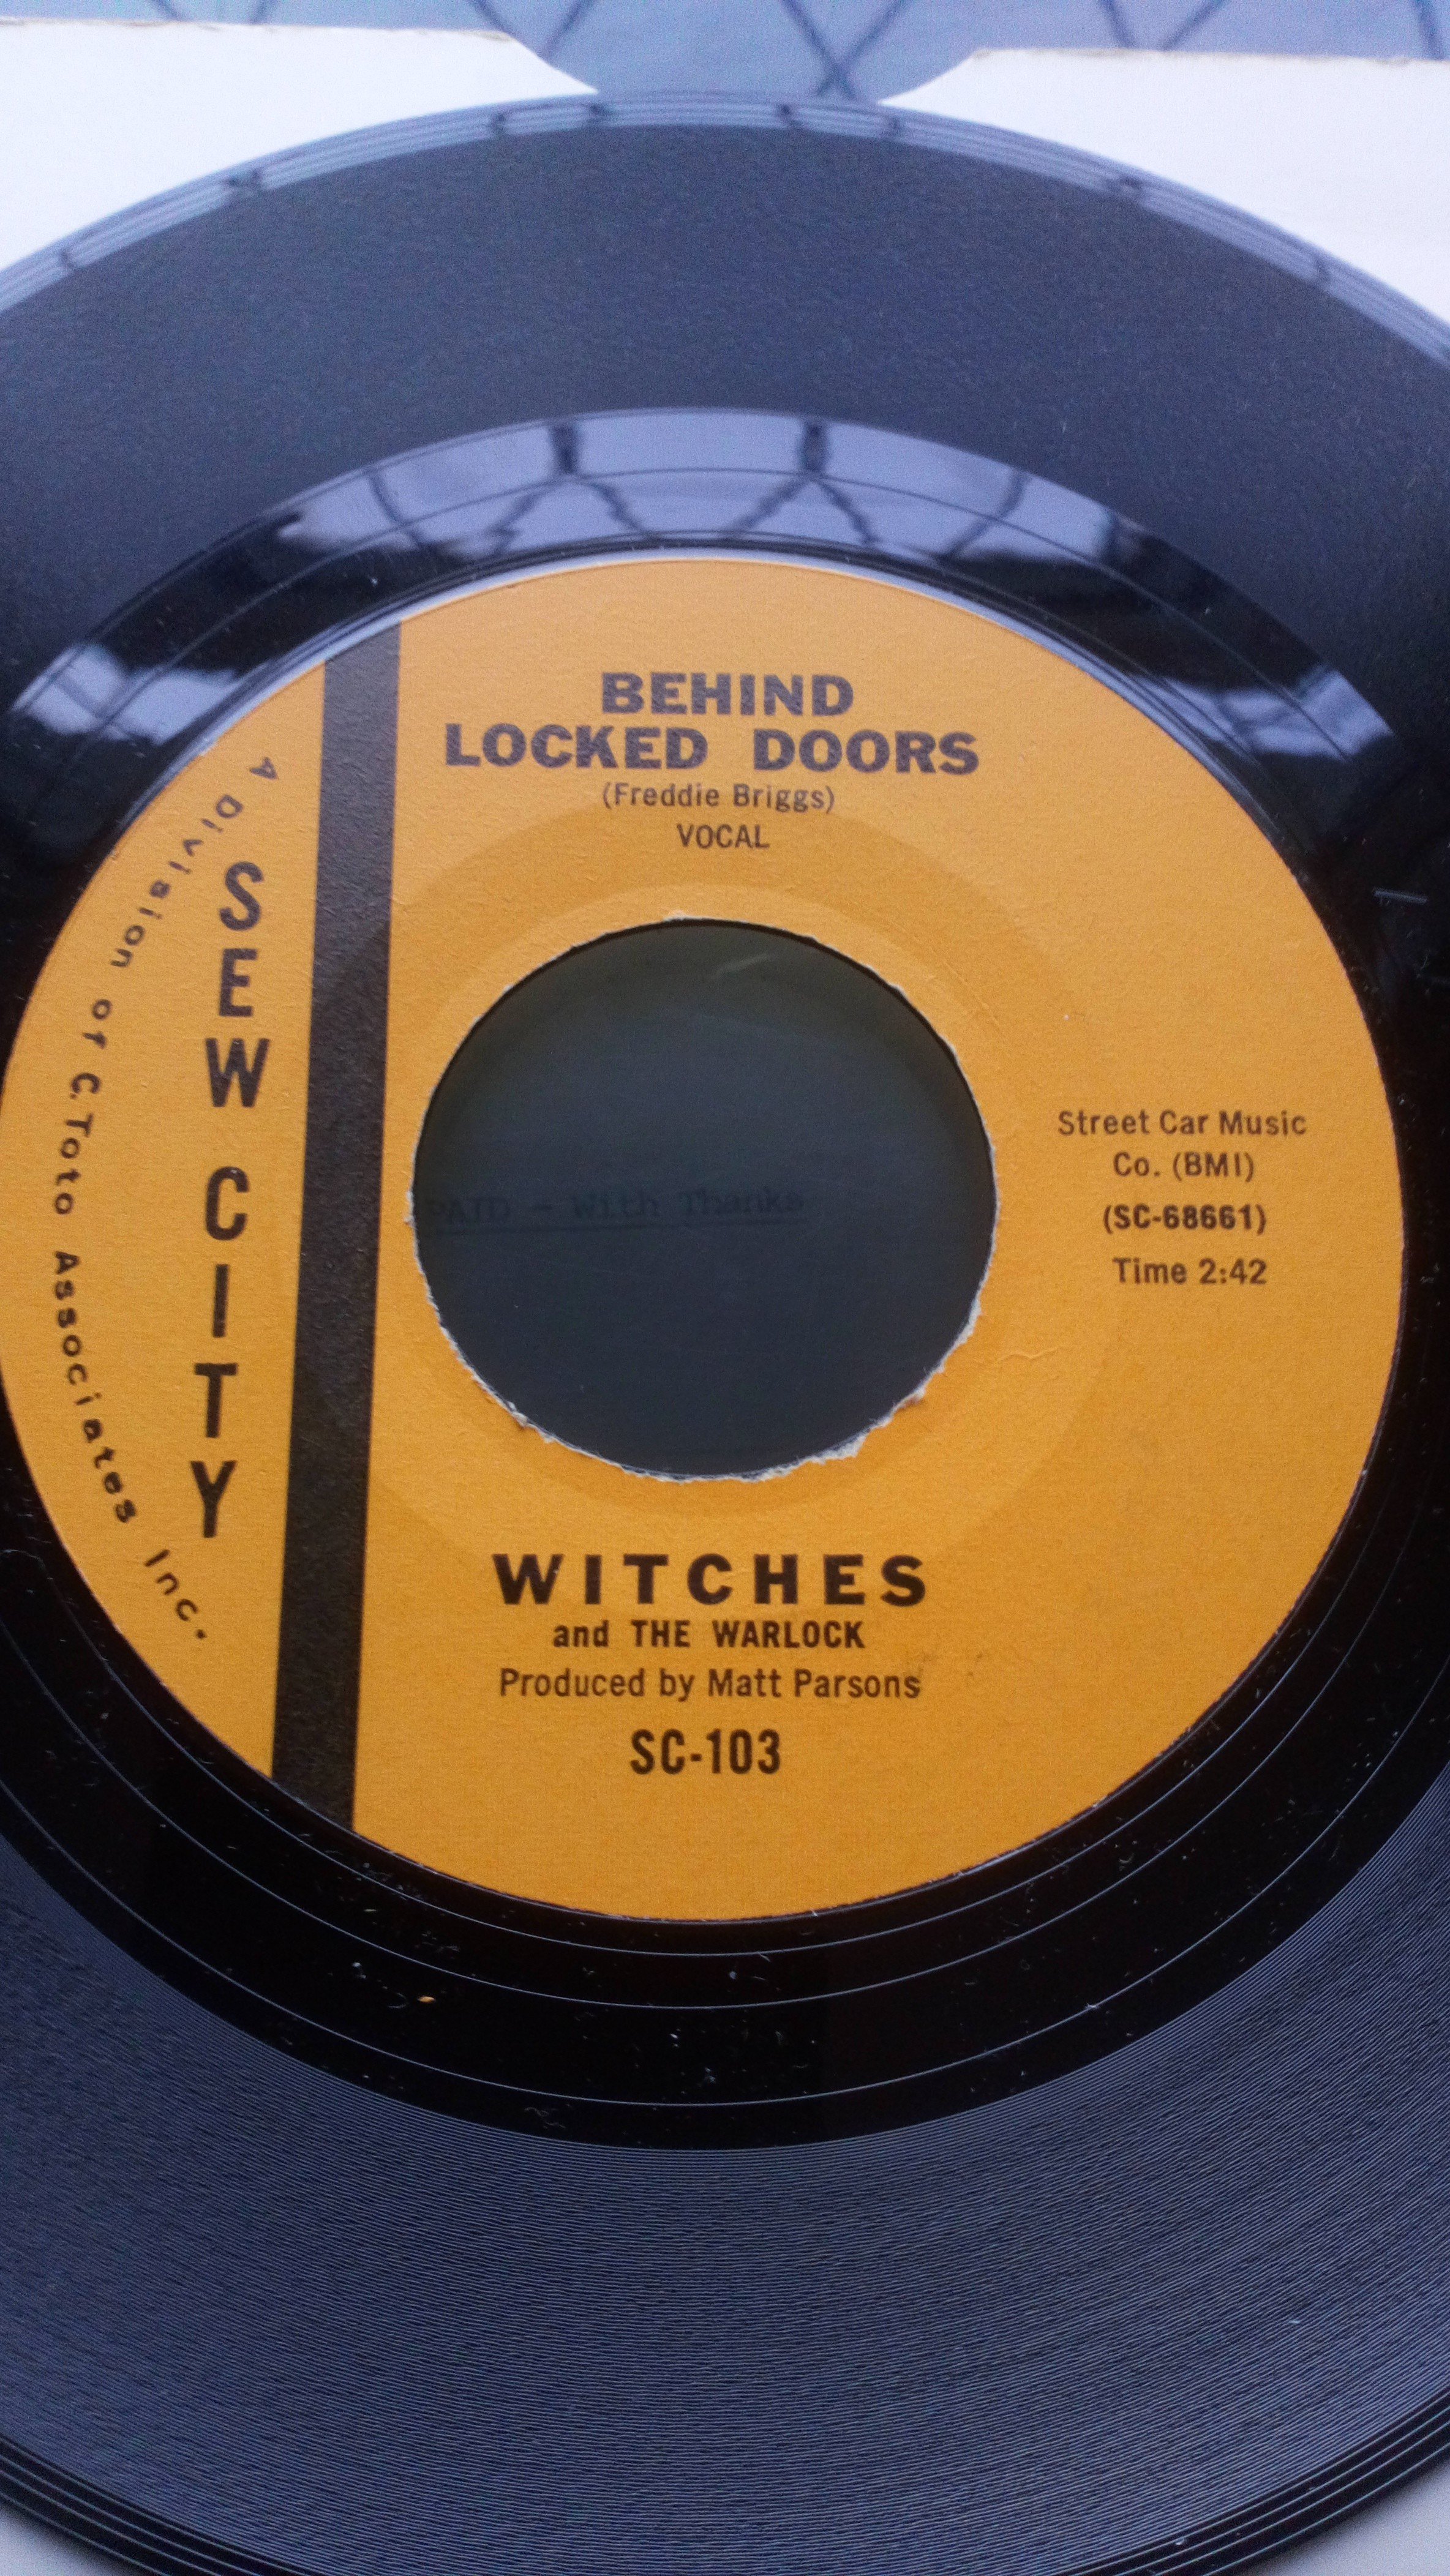 BEHIND
LOCKED DOORS
(Freddie Briggs)
VOCAL
SEW CITY
A Division of C. Toto Associates Inc.
Street Car Music
Co. (BMI)
(SC-68661)
Time 2:42
PAID - With Thanks
WITCHES
and THE WARLOCK
Produced by Matt Parsons
SC-103